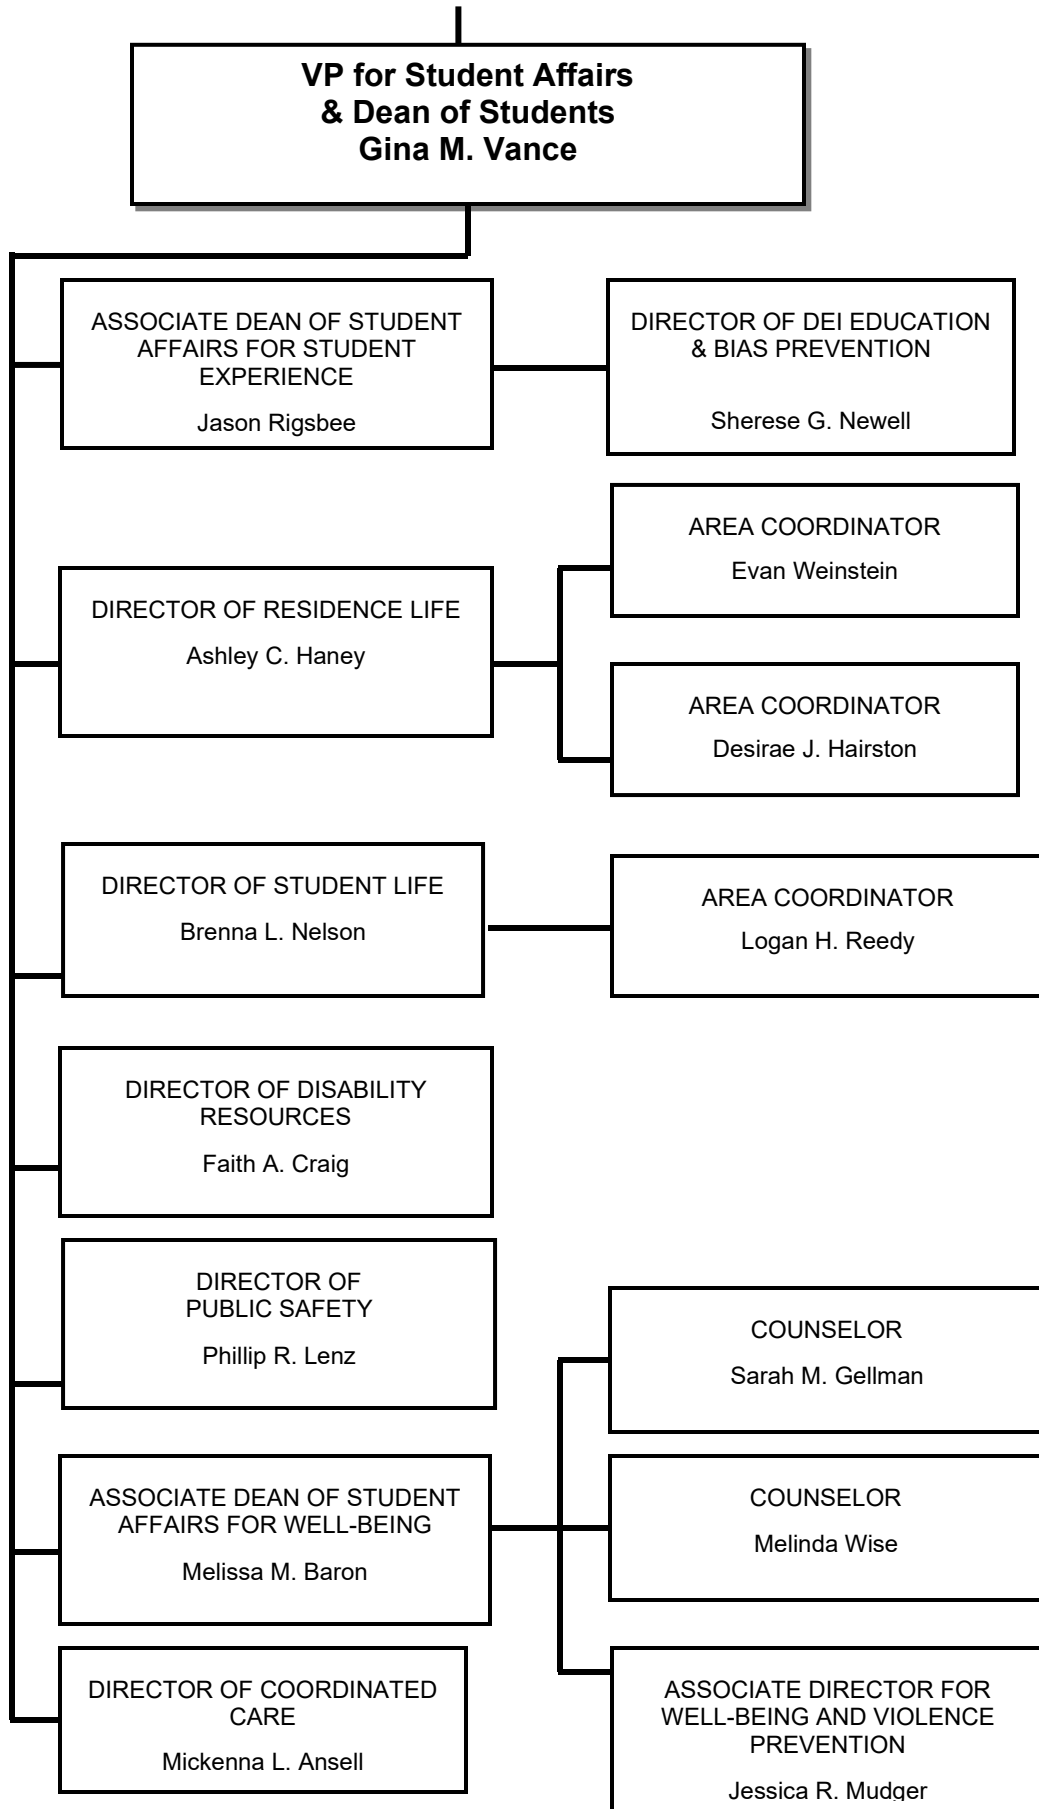 VP for Student Affairs
& Dean of Students
Gina M. Vance
ASSOCIATE DEAN OF STUDENT
AFFAIRS FOR STUDENT
EXPERIENCE
Jason Rigsbee
DIRECTOR OF DEI EDUCATION
& BIAS PREVENTION
Sherese G. Newell
DIRECTOR OF RESIDENCE LIFE
Ashley C. Haney
AREA COORDINATOR
Evan Weinstein
AREA COORDINATOR
Desirae J. Hairston
DIRECTOR OF STUDENT LIFE
Brenna L. Nelson
AREA COORDINATOR
Logan H. Reedy
DIRECTOR OF DISABILITY
RESOURCES
Faith A. Craig
DIRECTOR OF
PUBLIC SAFETY
Phillip R. Lenz
ASSOCIATE DEAN OF STUDENT
AFFAIRS FOR WELL-BEING
Melissa M. Baron
COUNSELOR
Sarah M. Gellman
COUNSELOR
Melinda Wise
ASSOCIATE DIRECTOR FOR
WELL-BEING AND VIOLENCE
PREVENTION
Jessica R. Mudger
DIRECTOR OF COORDINATED
CARE
Mickenna L. Ansell